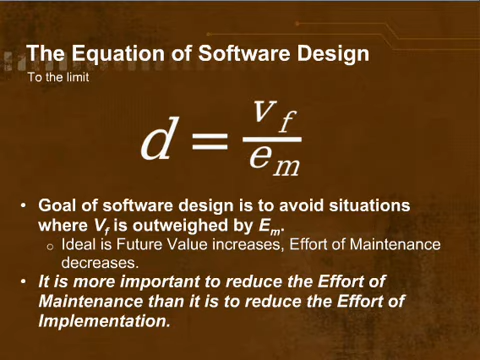 The Equation of Software Design
To the limit
d = v_f / e_m
• Goal of software design is to avoid situations
where V_f is outweighed by E_m.
o Ideal is Future Value increases, Effort of Maintenance
decreases.
• It is more important to reduce the Effort of
Maintenance than it is to reduce the Effort of
Implementation.